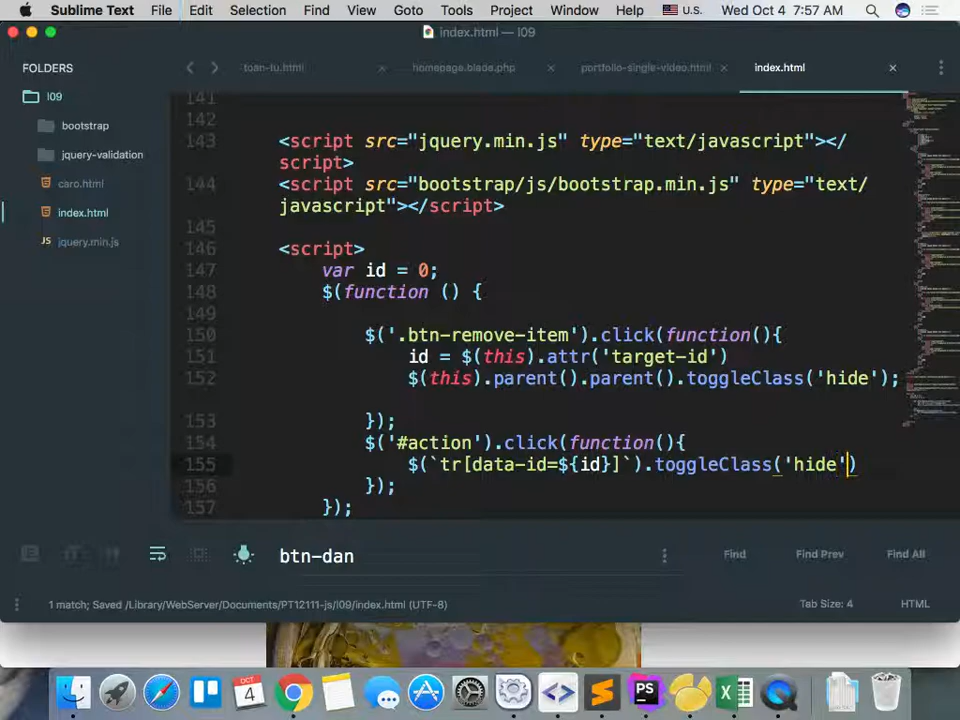 Sublime Text File Edit Selection Find View Goto Tools Project Window Help U.S. Wed Oct 4 7:57 AM
index.html — l09
FOLDERS
l09
bootstrap
jquery-validation
caro.html
index.html
JS jquery.min.js
toan-tu.html
homepage.blade.php
portfolio-single-video.html
index.html
141
142
143 <script src="jquery.min.js" type="text/javascript"></
script>
144 <script src="bootstrap/js/bootstrap.min.js" type="text/
javascript"></script>
145
146 <script>
147 var id = 0;
148 $(function () {
149
150 $('.btn-remove-item').click(function(){
151 id = $(this).attr('target-id')
152 $(this).parent().parent().toggleClass('hide');
153 });
154 $('#action').click(function(){
155 $(`tr[data-id=${id}]`).toggleClass('hide')
156 });
157 });
btn-dan
Find Find Prev Find All
1 match; Saved /Library/WebServer/Documents/PT12111-js/l09/index.html (UTF-8)
Tab Size: 4 HTML
OCT
4
PS